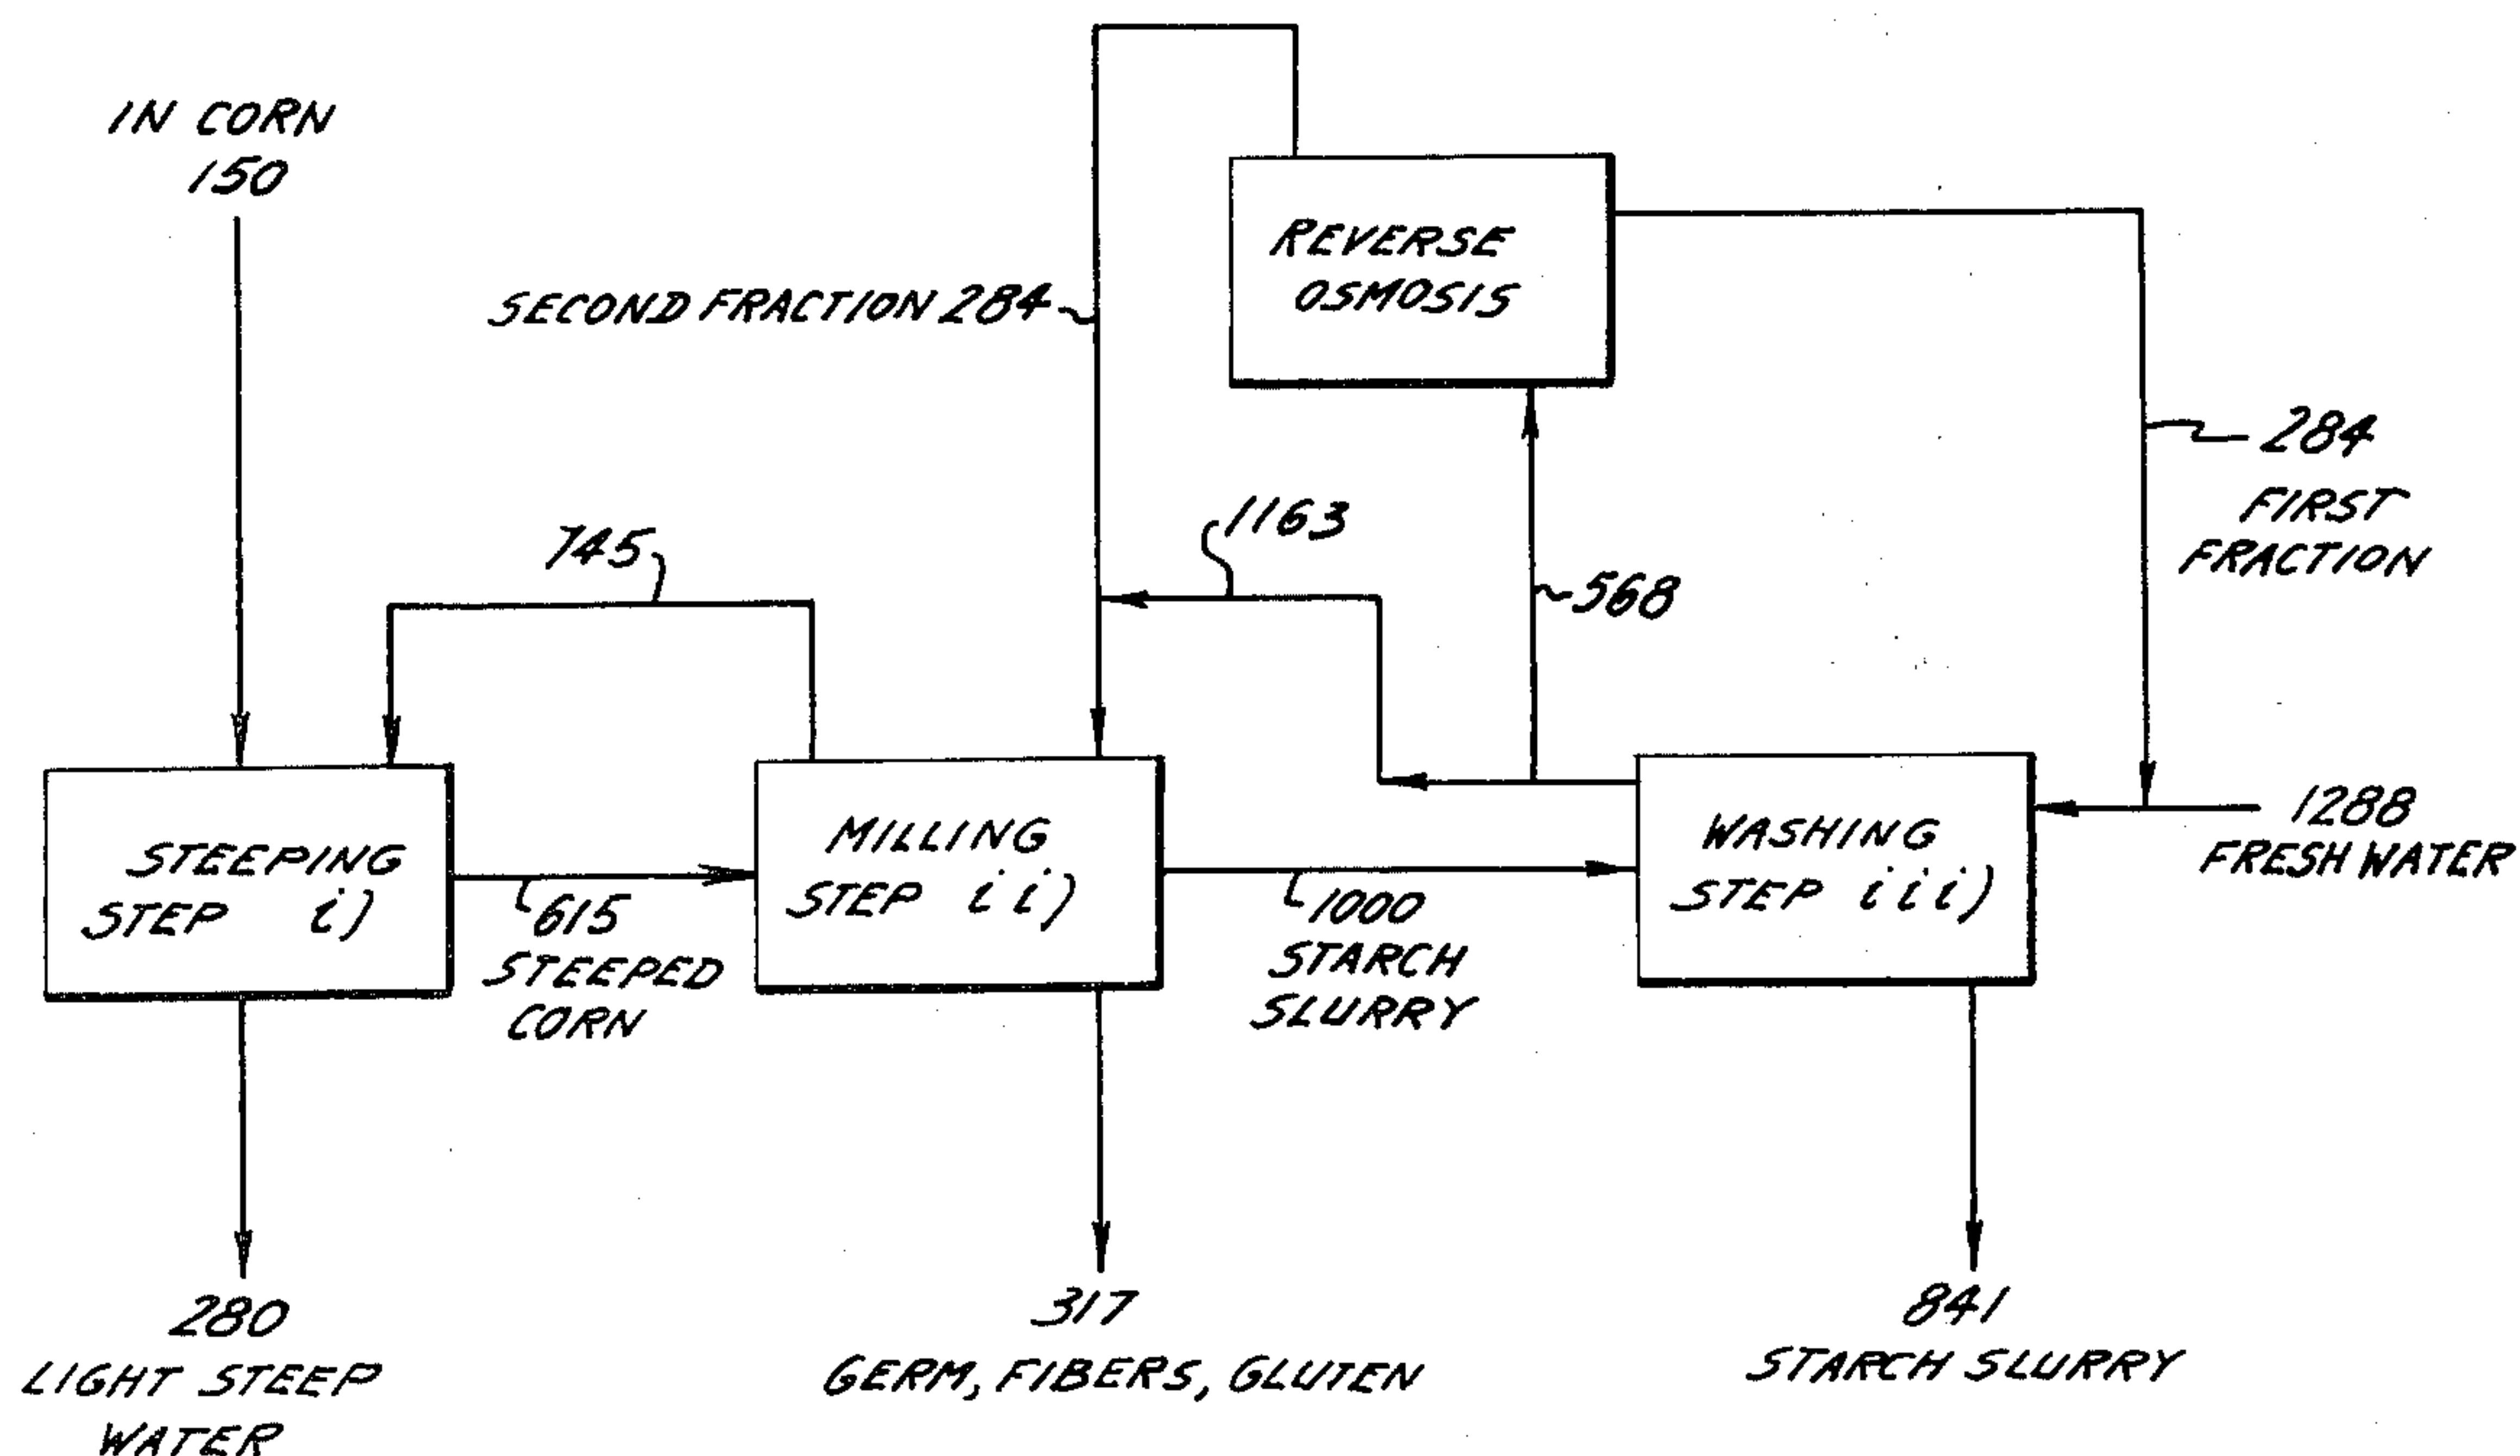 IN CORN
150
REVERSE
OSMOSIS
SECOND FRACTION 284
284
FIRST
FRACTION
745
1163
568
1288
FRESH WATER
STEEPING
STEP i)
615
STEEPED
CORN
MILLING
STEP ii)
1000
STARCH
SLURRY
WASHING
STEP iii)
280
LIGHT STEEP
WATER
317
GERM, FIBERS, GLUTEN
841
STARCH SLURRY